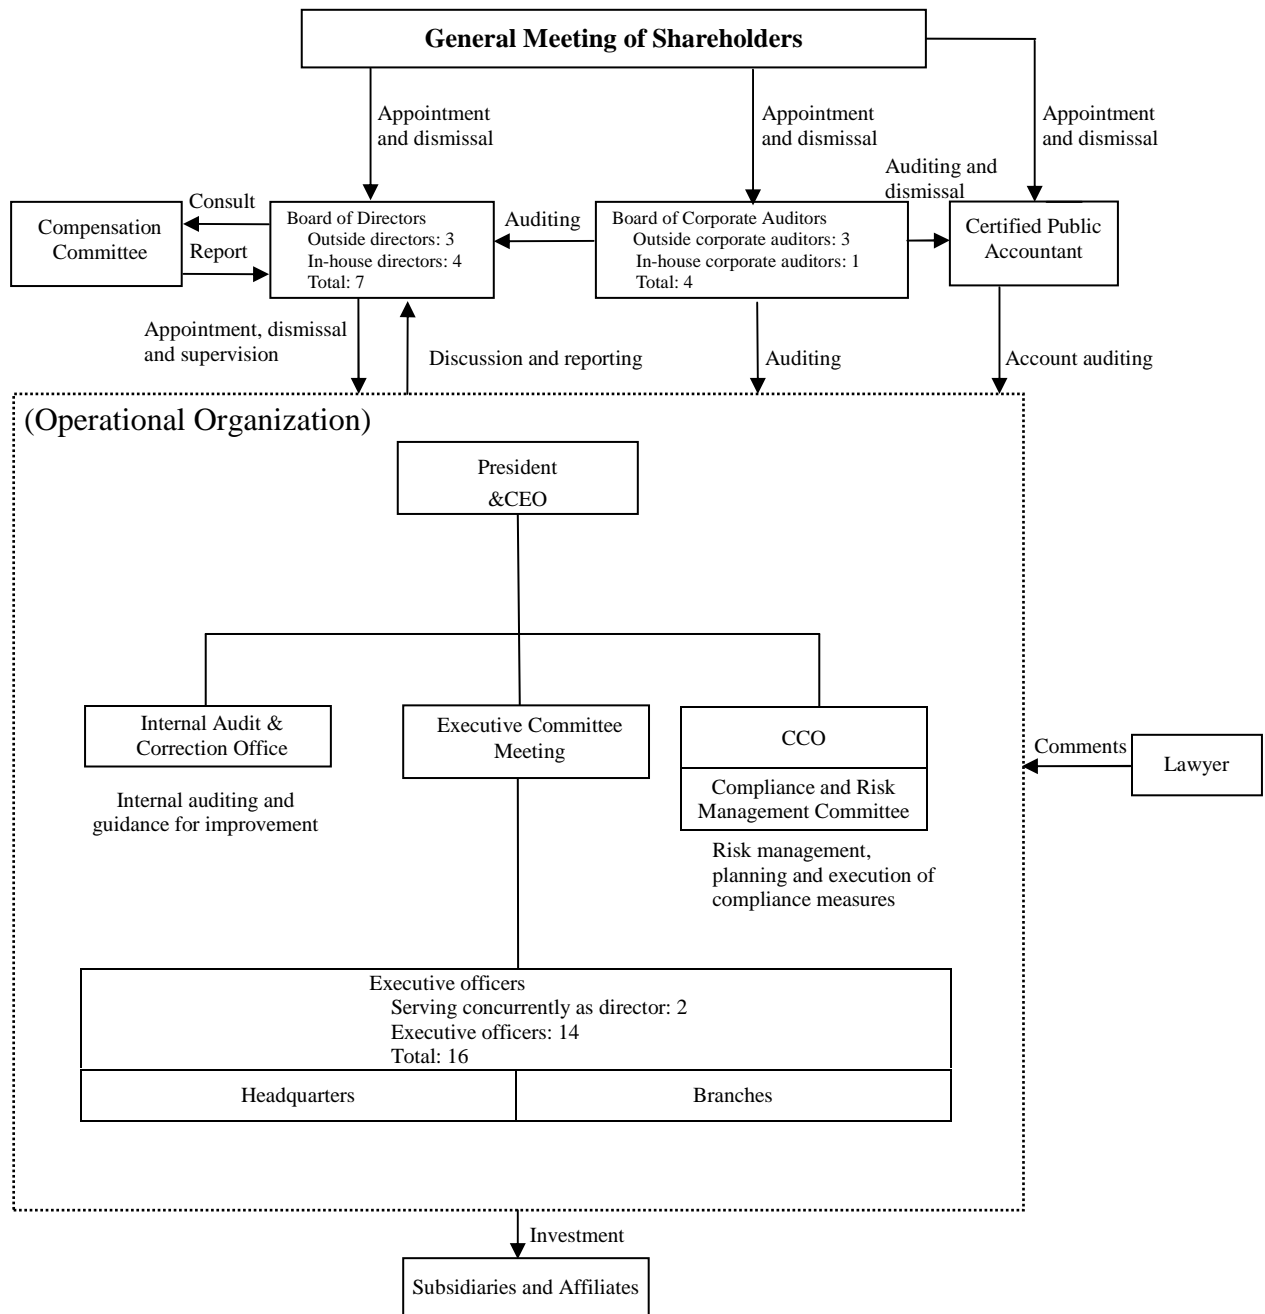 General Meeting of Shareholders
Appointment
and dismissal
Appointment
and dismissal
Appointment
and dismissal
Auditing and
dismissal
Consult
Compensation
Committee
Report
Board of Directors
Outside directors: 3
In-house directors: 4
Total: 7
Auditing
Board of Corporate Auditors
Outside corporate auditors: 3
In-house corporate auditors: 1
Total: 4
Certified Public
Accountant
Appointment, dismissal
and supervision
Discussion and reporting
Auditing
Account auditing
(Operational Organization)
President
&CEO
Internal Audit &
Correction Office
Internal auditing and
guidance for improvement
Executive Committee
Meeting
CCO
Compliance and Risk
Management Committee
Risk management,
planning and execution of
compliance measures
Comments
Lawyer
Executive officers
Serving concurrently as director: 2
Executive officers: 14
Total: 16
Headquarters
Branches
Investment
Subsidiaries and Affiliates